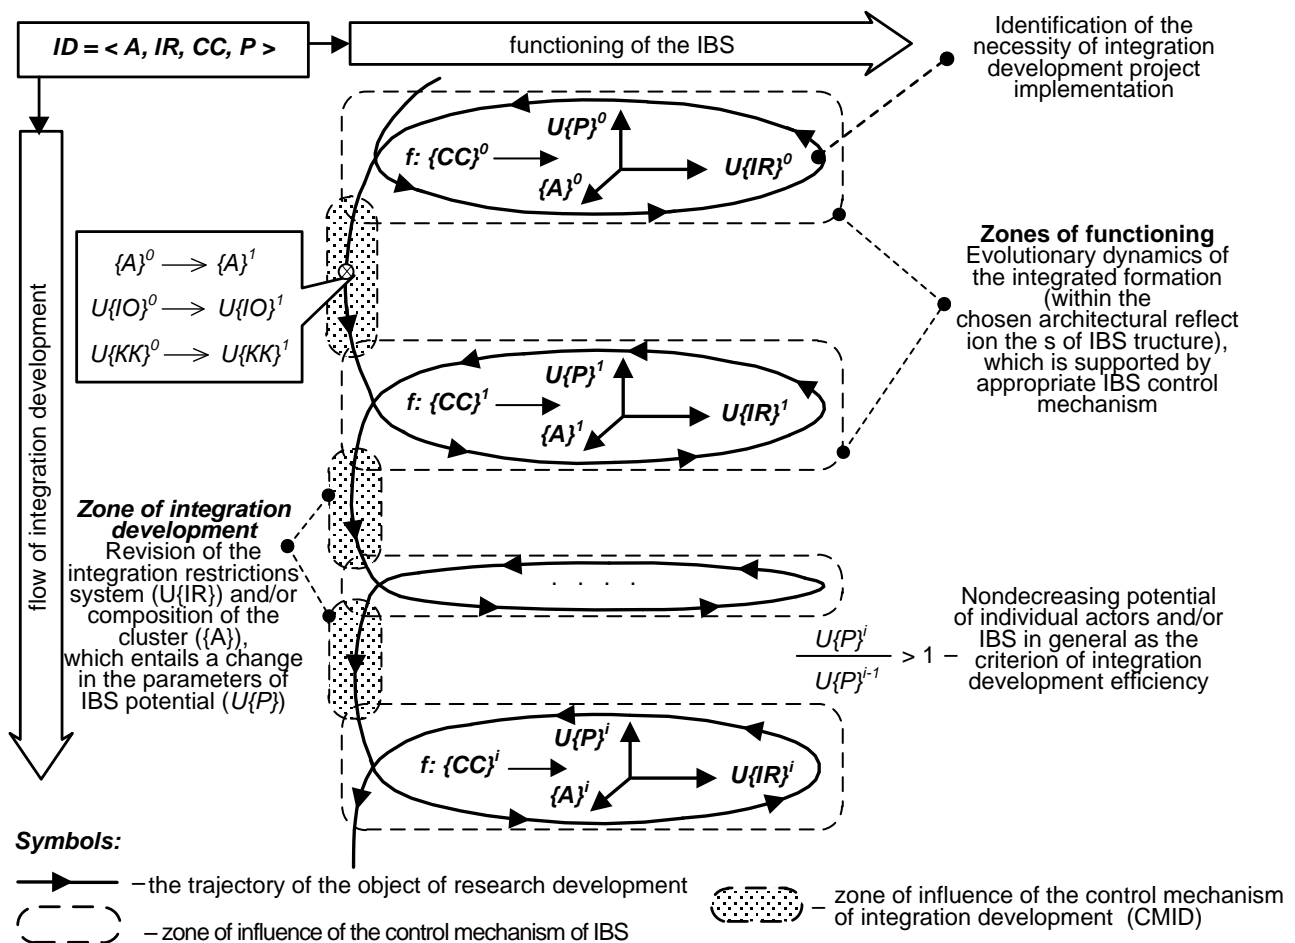 ID = < A, IR, CC, P >
functioning of the IBS
Identification of the
necessity of integration
development project
implementation
flow of integration development
U{P}⁰
f: {CC}⁰
U{IR}⁰
{A}⁰
{A}⁰ → {A}¹
U{IO}⁰ → U{IO}¹
U{KK}⁰ → U{KK}¹
Zones of functioning
Evolutionary dynamics of
the integrated formation
(within the
chosen architectural reflect
ion the s of IBS tructure),
which is supported by
appropriate IBS control
mechanism
U{P}¹
f: {CC}¹
U{IR}¹
{A}¹
Zone of integration
development
Revision of the
integration restrictions
system (U{IR}) and/or
composition of the
cluster ({A}),
which entails a change
in the parameters of
IBS potential (U{P})
. . . .
U{P}ⁱ
U{P}ⁱ⁻¹
> 1 –
Nondecreasing potential
of individual actors and/or
IBS in general as the
criterion of integration
development efficiency
U{P}ⁱ
f: {CC}ⁱ
U{IR}ⁱ
{A}ⁱ
Symbols:
– the trajectory of the object of research development
– zone of influence of the control mechanism of IBS
– zone of influence of the control mechanism
of integration development (CMID)